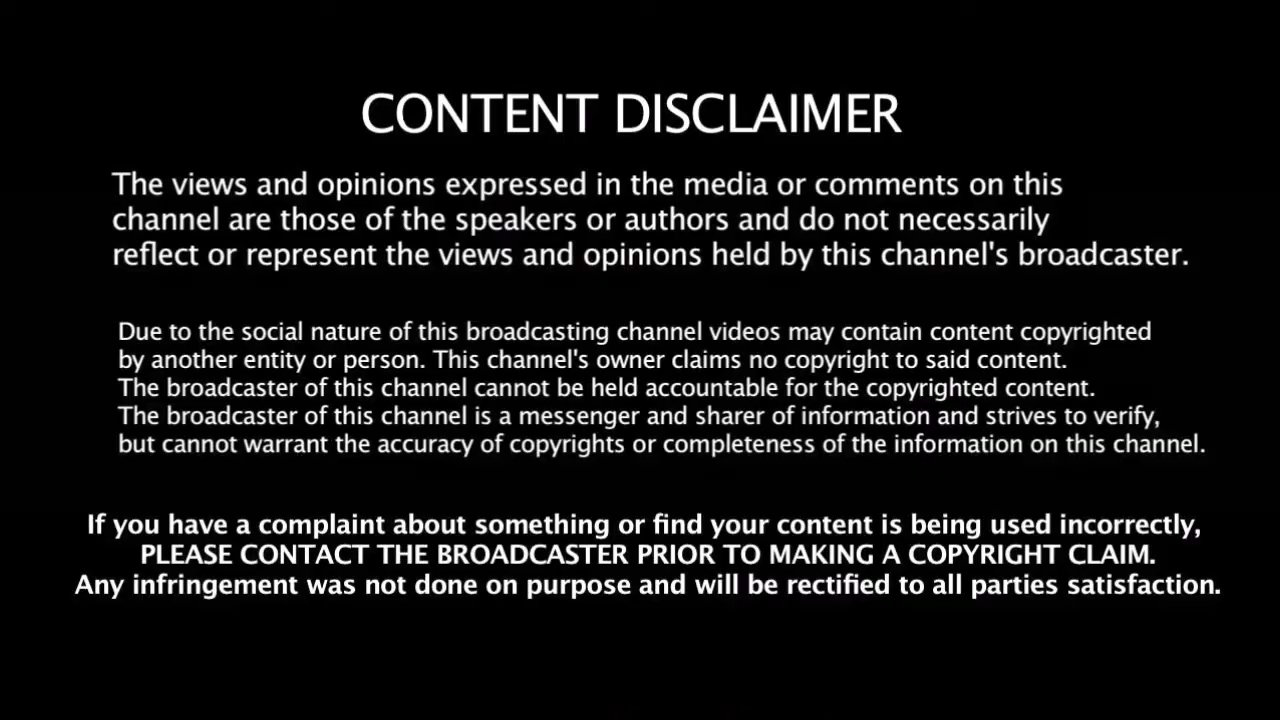 CONTENT DISCLAIMER
The views and opinions expressed in the media or comments on this
channel are those of the speakers or authors and do not necessarily
reflect or represent the views and opinions held by this channel's broadcaster.
Due to the social nature of this broadcasting channel videos may contain content copyrighted
by another entity or person. This channel's owner claims no copyright to said content.
The broadcaster of this channel cannot be held accountable for the copyrighted content.
The broadcaster of this channel is a messenger and sharer of information and strives to verify,
but cannot warrant the accuracy of copyrights or completeness of the information on this channel.
If you have a complaint about something or find your content is being used incorrectly,
PLEASE CONTACT THE BROADCASTER PRIOR TO MAKING A COPYRIGHT CLAIM.
Any infringement was not done on purpose and will be rectified to all parties satisfaction.